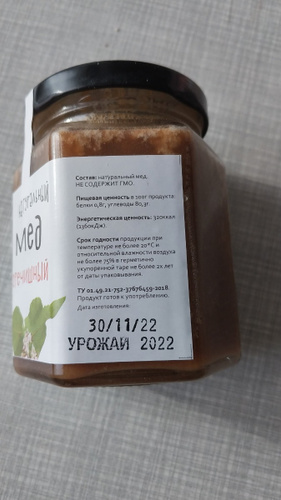 НАТУРАЛЬНЫЙ
мёд
Состав: натуральный мед.
НЕ СОДЕРЖИТ ГМО.
Пищевая ценность в 100г продукта:
белки 0,8г, углеводы 80,3г
Энергетическая ценность: 320ккал
(1360кДж)
Срок годности продукции при
температуре не более 20°С и
относительной влажности воздуха
не более 75% в герметично
укупоренной таре не более 2х лет
от даты упаковывания.
ТУ 01.49.21-752-37876459-2018
Продукт готов к употреблению.
Дата изготовления:
30/11/22
УРОЖАЙ 2022